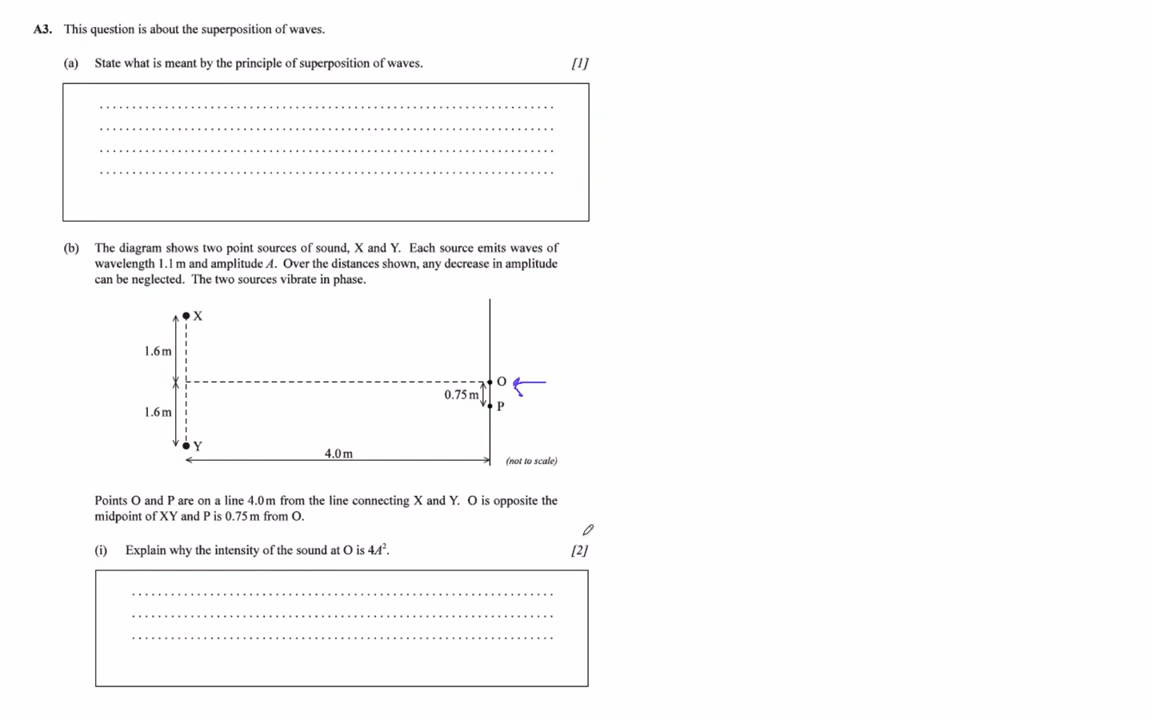 A3. This question is about the superposition of waves.
(a) State what is meant by the principle of superposition of waves. [1]
(b) The diagram shows two point sources of sound, X and Y. Each source emits waves of
wavelength 1.1 m and amplitude A. Over the distances shown, any decrease in amplitude
can be neglected. The two sources vibrate in phase.
X
1.6 m
O
0.75 m
P
1.6 m
Y
4.0 m
(not to scale)
Points O and P are on a line 4.0 m from the line connecting X and Y. O is opposite the
midpoint of XY and P is 0.75 m from O.
(i) Explain why the intensity of the sound at O is 4A². [2]